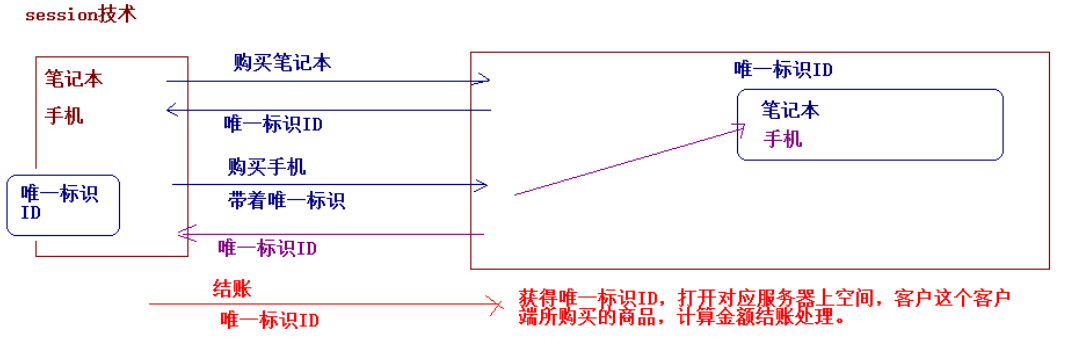 session技术
笔记本
手机
唯一标识
ID
购买笔记本
唯一标识ID
购买手机
带着唯一标识
唯一标识ID
唯一标识ID
笔记本
手机
结账
唯一标识ID
获得唯一标识ID，打开对应服务器上空间，客户这个客户
端所购买的商品，计算金额结账处理。